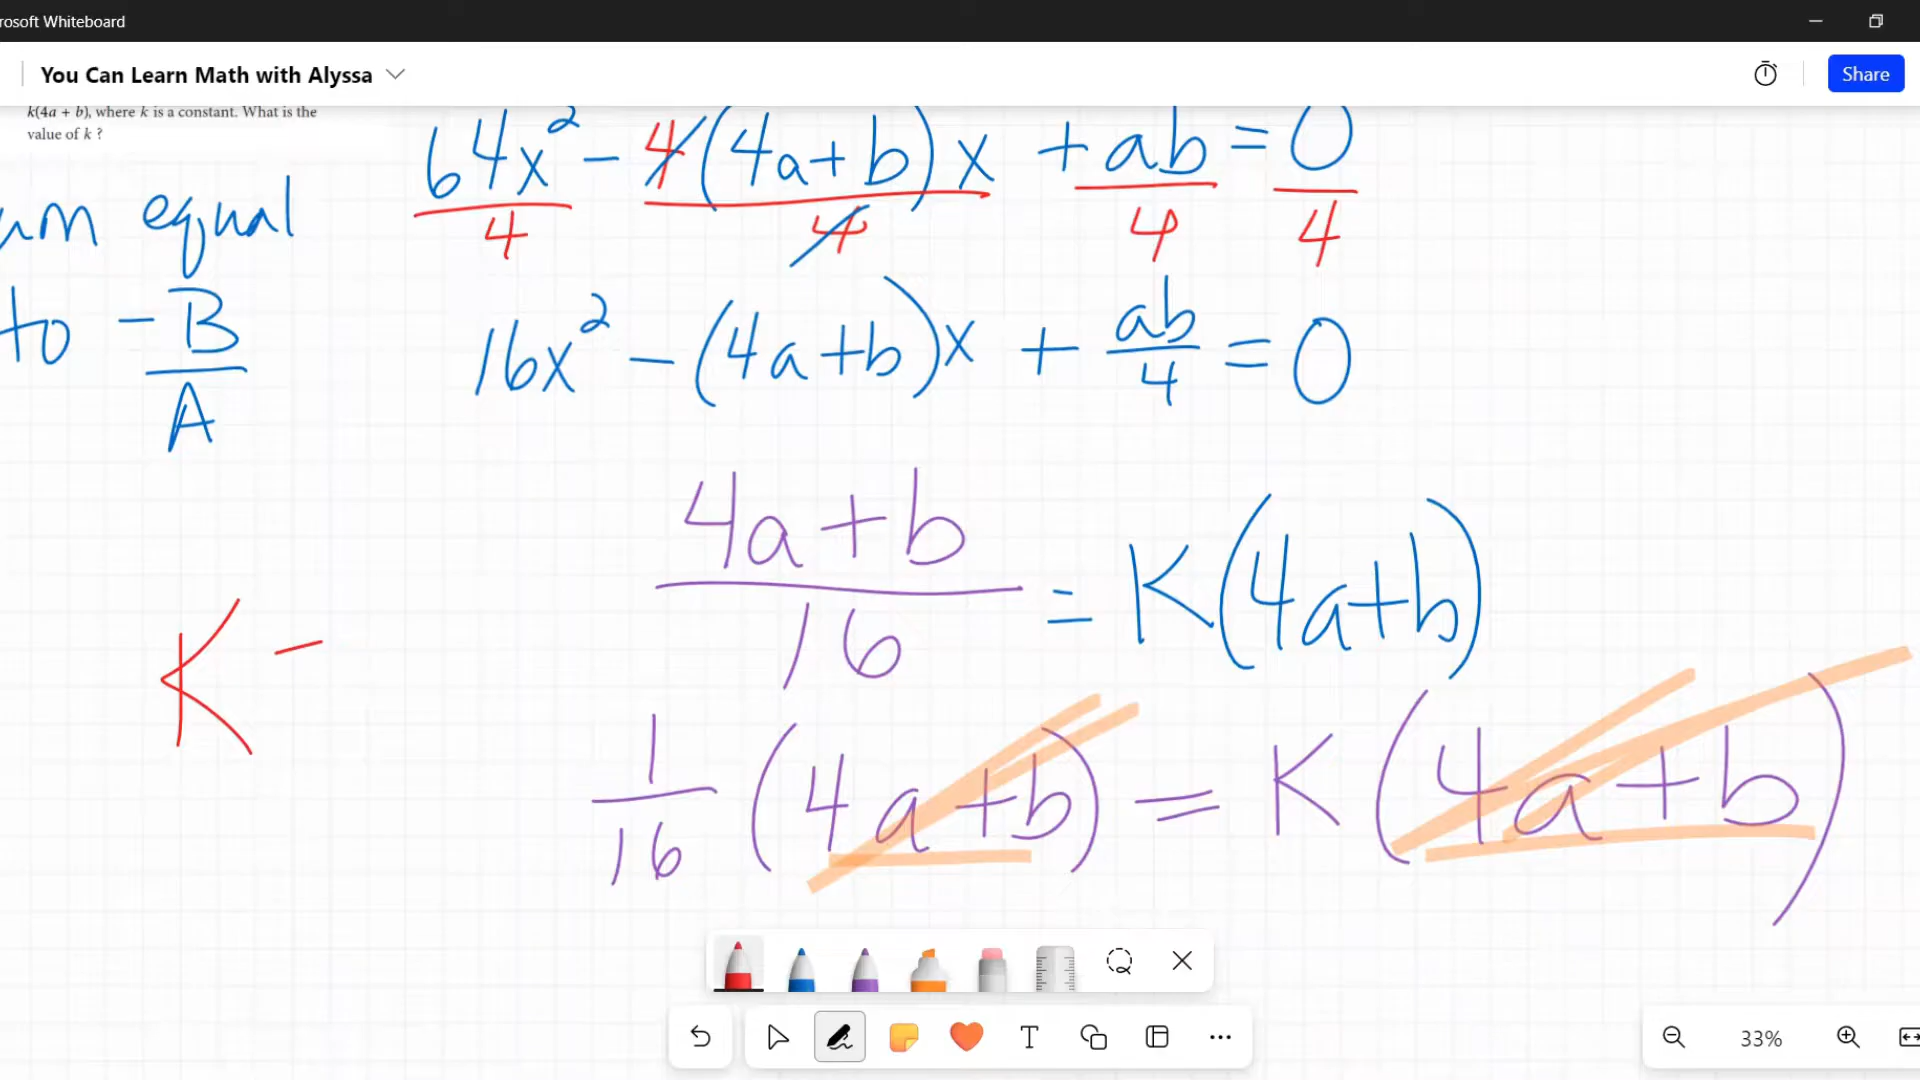 rosoft Whiteboard
You Can Learn Math with Alyssa
Share
k(4a + b), where k is a constant. What is the
value of k ?
64x² - 4(4a+b)x + ab = 0
4 4 4 4
um equal
to -B
A
16x² - (4a+b)x + ab/4 = 0
4a+b
16
= K(4a+b)
K -
1/16 (4a+b) = K(4a+b)
T
33%